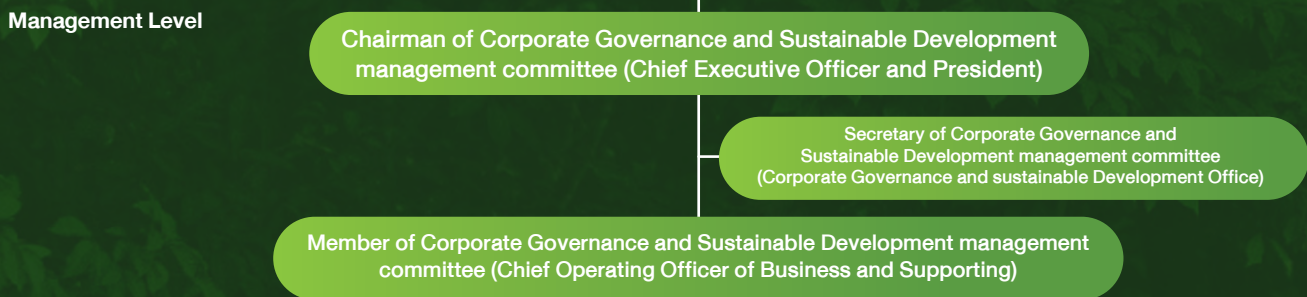 Management Level
Chairman of Corporate Governance and Sustainable Development
management committee (Chief Executive Officer and President)
Secretary of Corporate Governance and
Sustainable Development management committee
(Corporate Governance and sustainable Development Office)
Member of Corporate Governance and Sustainable Development management
committee (Chief Operating Officer of Business and Supporting)